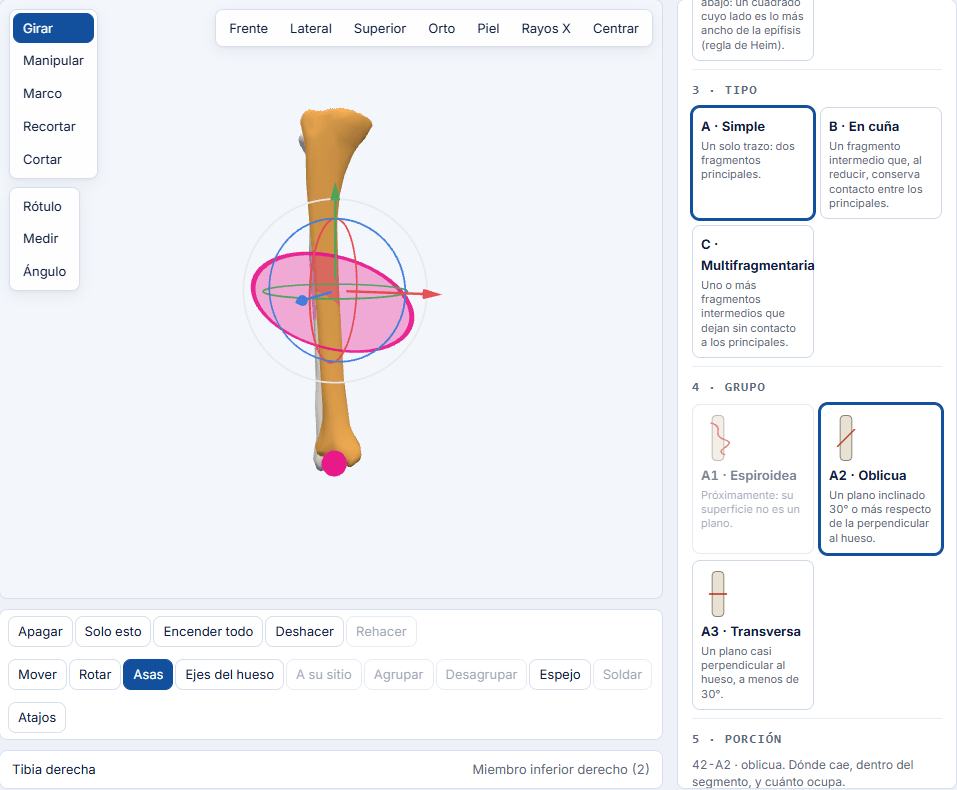 Girar
Manipular
Marco
Recortar
Cortar
Rótulo
Medir
Ángulo
Frente Lateral Superior Orto Piel Rayos X Centrar
Apagar Solo esto Encender todo Deshacer Rehacer
Mover Rotar Asas Ejes del hueso A su sitio Agrupar Desagrupar Espejo Soldar
Atajos
Tibia derecha Miembro inferior derecho (2)
abajo: un cuadrado
cuyo lado es lo más
ancho de la epífisis
(regla de Heim).
3 · TIPO
A · Simple
Un solo trazo: dos
fragmentos
principales.
B · En cuña
Un fragmento
intermedio que, al
reducir, conserva
contacto entre los
principales.
C ·
Multifragmentaria
Uno o más
fragmentos
intermedios que
dejan sin contacto
a los principales.
4 · GRUPO
A1 · Espiroidea
Próximamente: su
superficie no es un
plano.
A2 · Oblicua
Un plano inclinado
30° o más respecto
de la perpendicular
al hueso.
A3 · Transversa
Un plano casi
perpendicular al
hueso, a menos de
30°.
5 · PORCIÓN
42-A2 · oblicua. Dónde cae, dentro del
segmento, y cuánto ocupa.